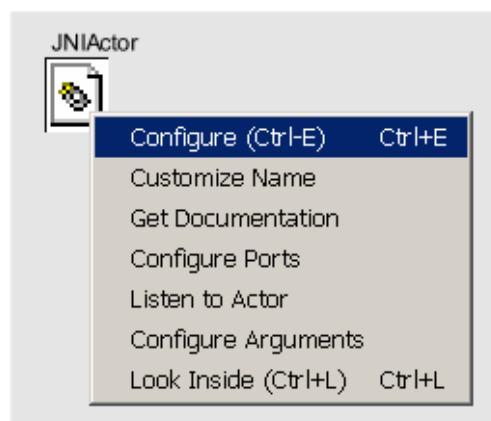 JNIActor
Configure (Ctrl-E) Ctrl+E
Customize Name
Get Documentation
Configure Ports
Listen to Actor
Configure Arguments
Look Inside (Ctrl+L) Ctrl+L